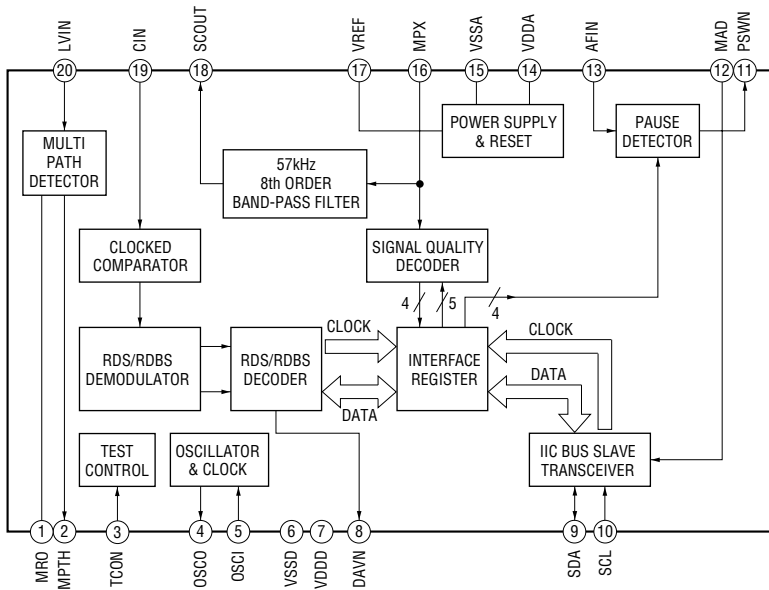 LVIN
CIN
SCOUT
VREF
MPX
VSSA
VDDA
AFIN
MAD
PSWN
20
19
18
17
16
15
14
13
12
11
MULTI
PATH
DETECTOR
57kHz
8th ORDER
BAND-PASS FILTER
POWER SUPPLY
& RESET
PAUSE
DETECTOR
CLOCKED
COMPARATOR
SIGNAL QUALITY
DECODER
4
5
4
RDS/RDBS
DEMODULATOR
RDS/RDBS
DECODER
CLOCK
DATA
INTERFACE
REGISTER
CLOCK
DATA
TEST
CONTROL
OSCILLATOR
& CLOCK
IIC BUS SLAVE
TRANSCEIVER
1
2
3
4
5
6
7
8
9
10
MRO
MPTH
TCON
OSCO
OSCI
VSSD
VDDD
DAVN
SDA
SCL